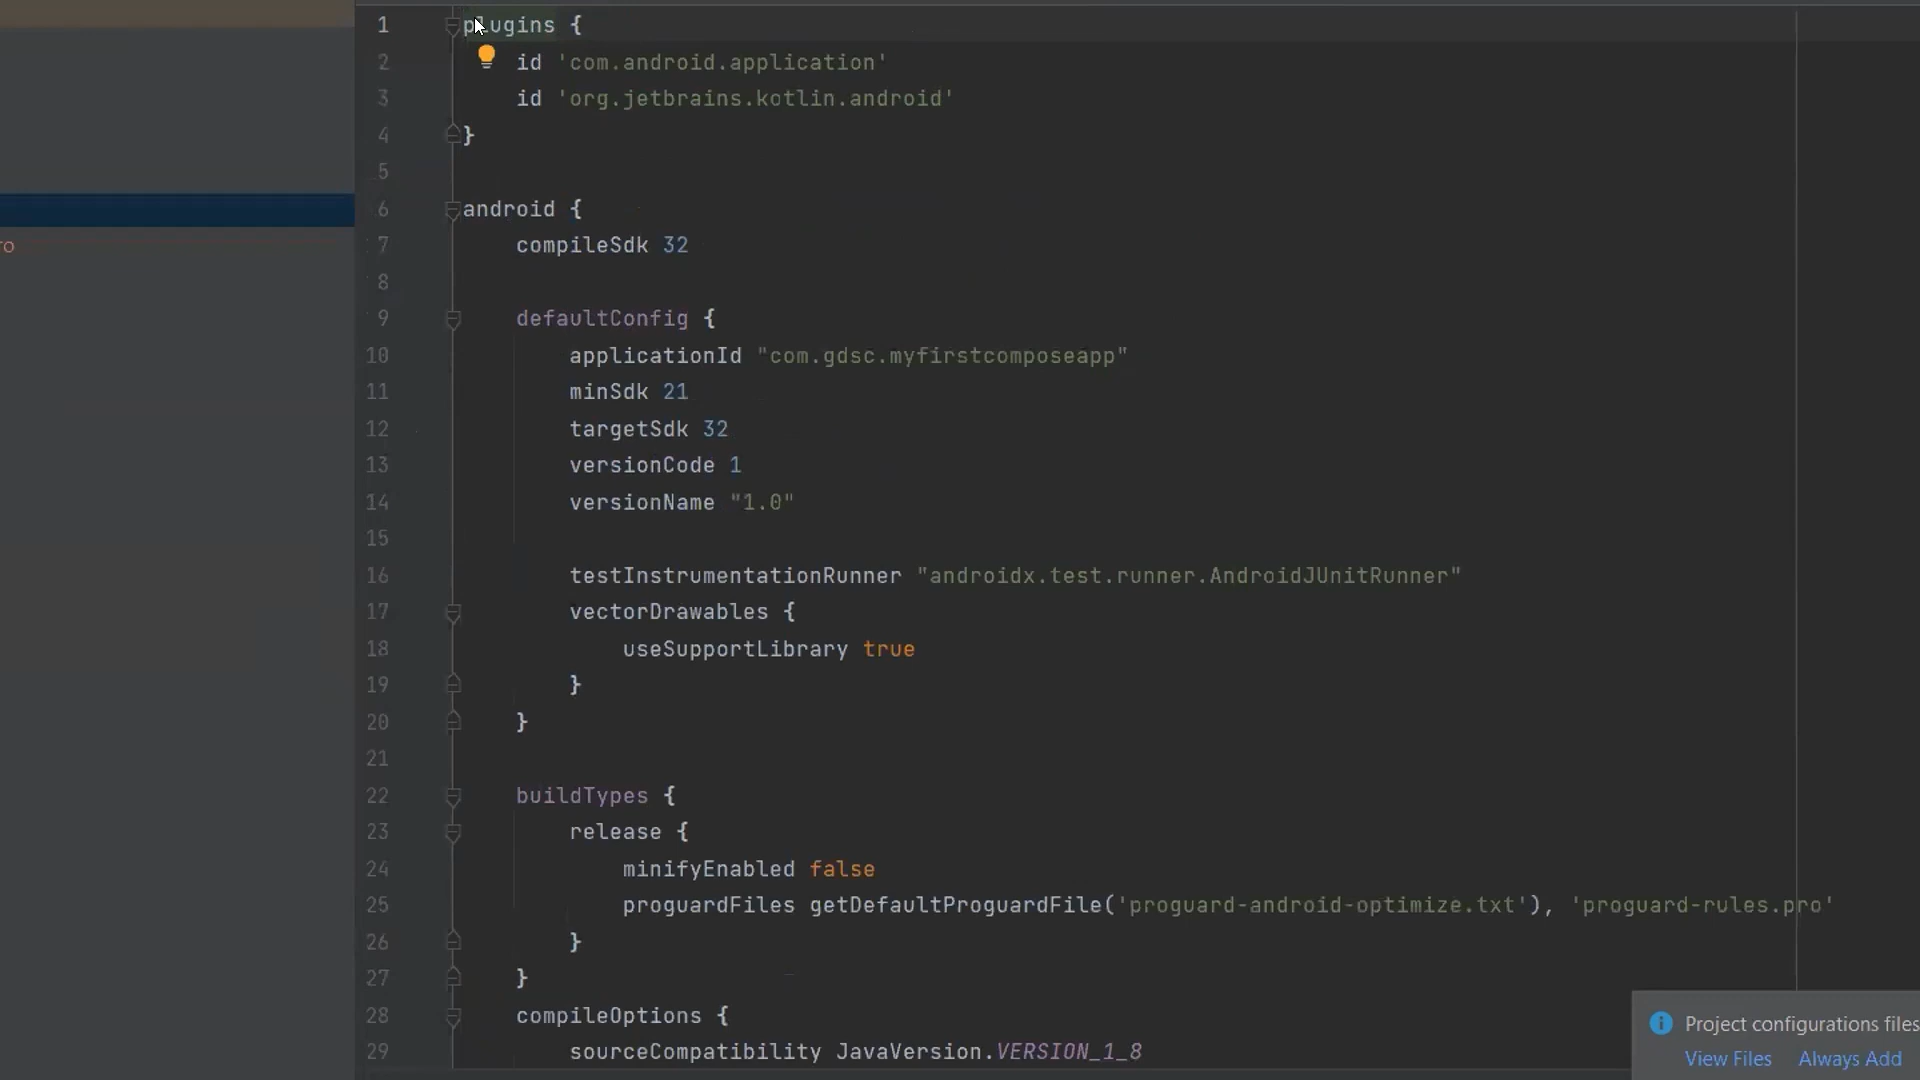 1 plugins {
2 id 'com.android.application'
3 id 'org.jetbrains.kotlin.android'
4 }
5
6 android {
7 compileSdk 32
8
9 defaultConfig {
10 applicationId "com.gdsc.myfirstcomposeapp"
11 minSdk 21
12 targetSdk 32
13 versionCode 1
14 versionName "1.0"
15
16 testInstrumentationRunner "androidx.test.runner.AndroidJUnitRunner"
17 vectorDrawables {
18 useSupportLibrary true
19 }
20 }
21
22 buildTypes {
23 release {
24 minifyEnabled false
25 proguardFiles getDefaultProguardFile('proguard-android-optimize.txt'), 'proguard-rules.pro'
26 }
27 }
28 compileOptions {
29 sourceCompatibility JavaVersion.VERSION_1_8
ro
Project configurations files
View Files Always Add